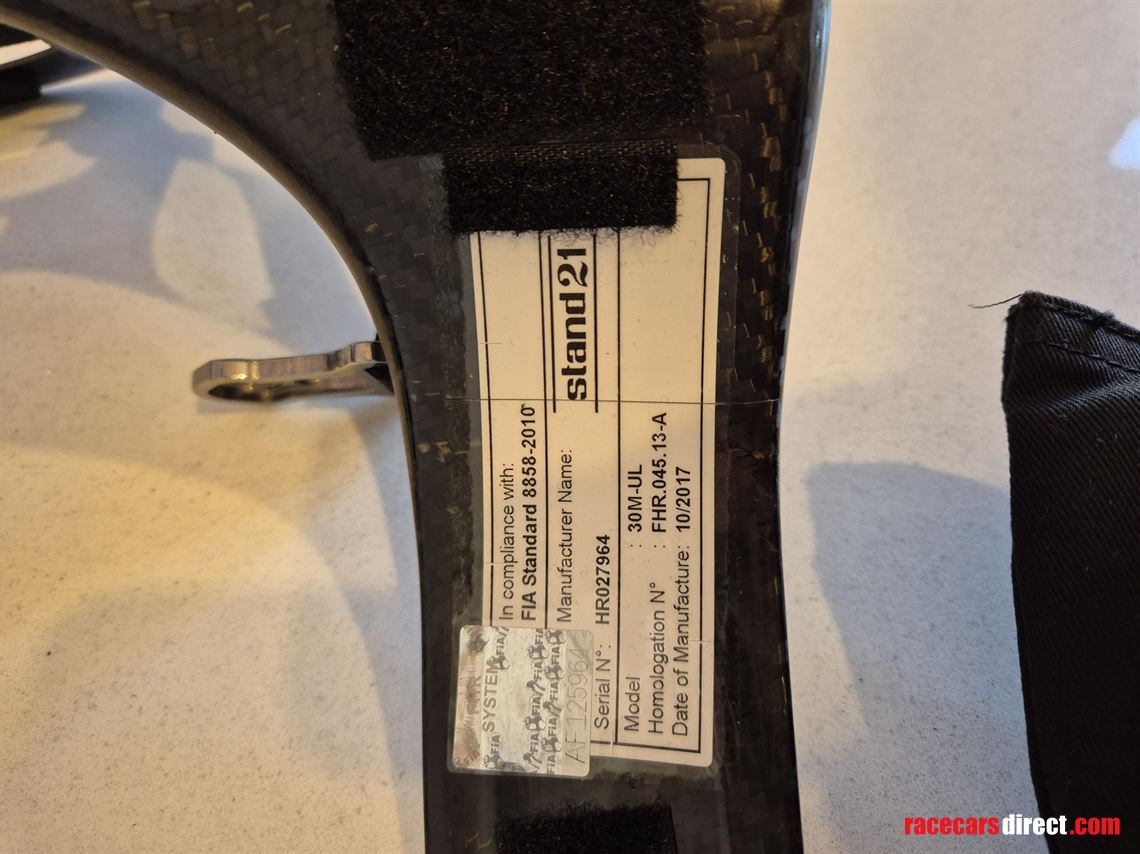 In compliance with:
FIA Standard 8858-2010
Manufacturer Name:
stand21
Serial N°: HR027964
Model : 30M-UL
Homologation N° : FHR.045.13-A
Date of Manufacture: 10/2017
SYSTEM
FIA
AF125964
racecarsdirect.com